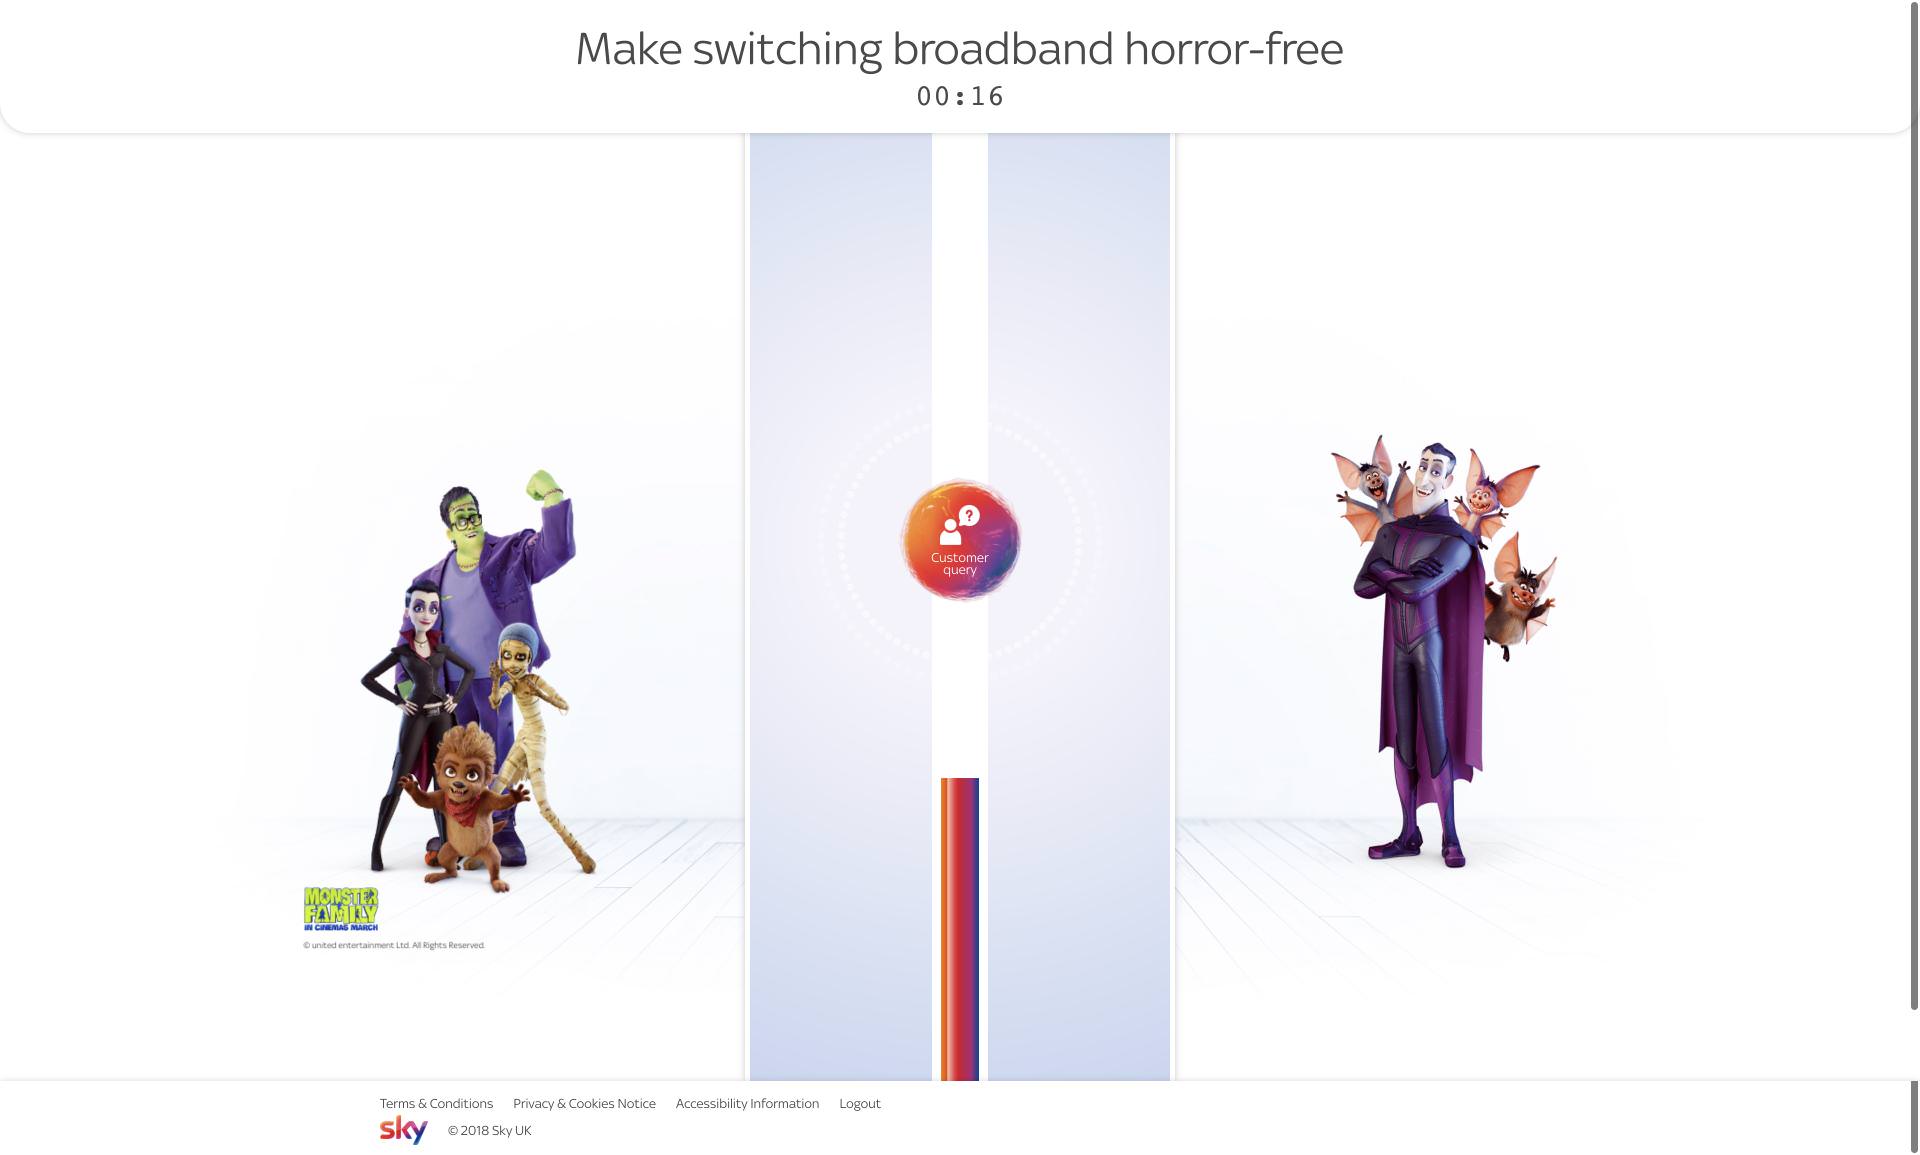 Make switching broadband horror-free
00:16
?
Customer
query
MONSTER
FAMILY
IN CINEMAS MARCH
© united entertainment Ltd. All Rights Reserved.
Terms & Conditions Privacy & Cookies Notice Accessibility Information Logout
sky © 2018 Sky UK